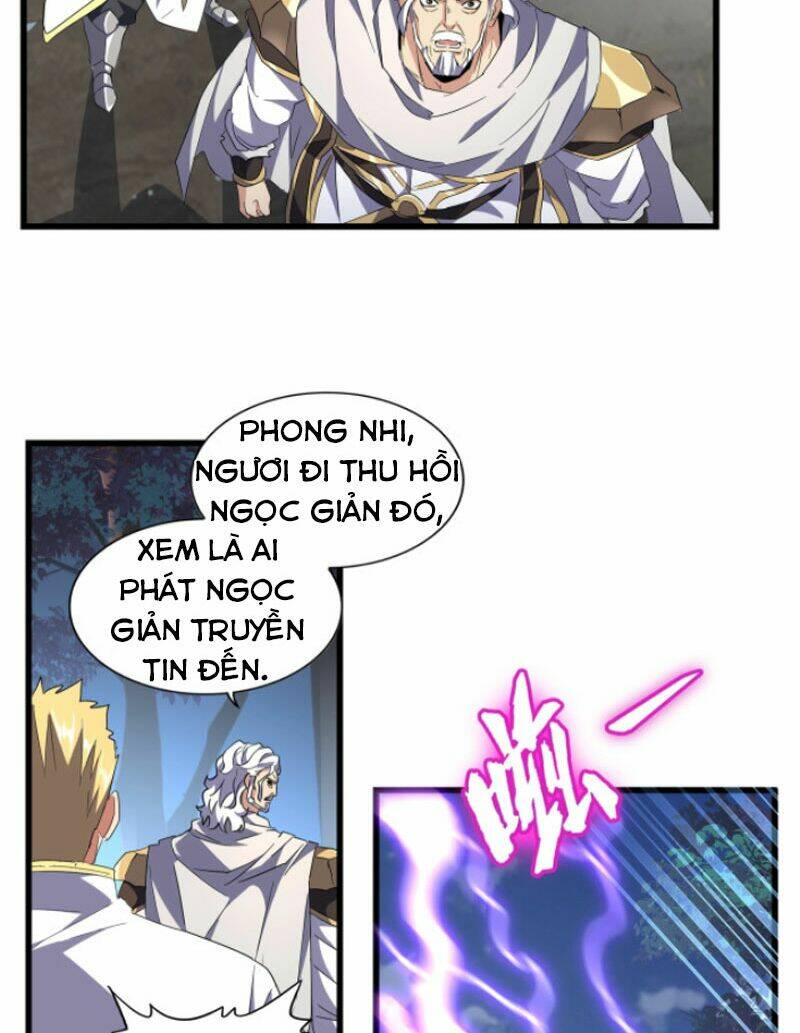 PHONG NHI,
NGƯƠI ĐI THU HỒI
NGỌC GIẢN ĐÓ,
XEM LÀ AI
PHÁT NGỌC
GIẢN TRUYỀN
TIN ĐẾN.